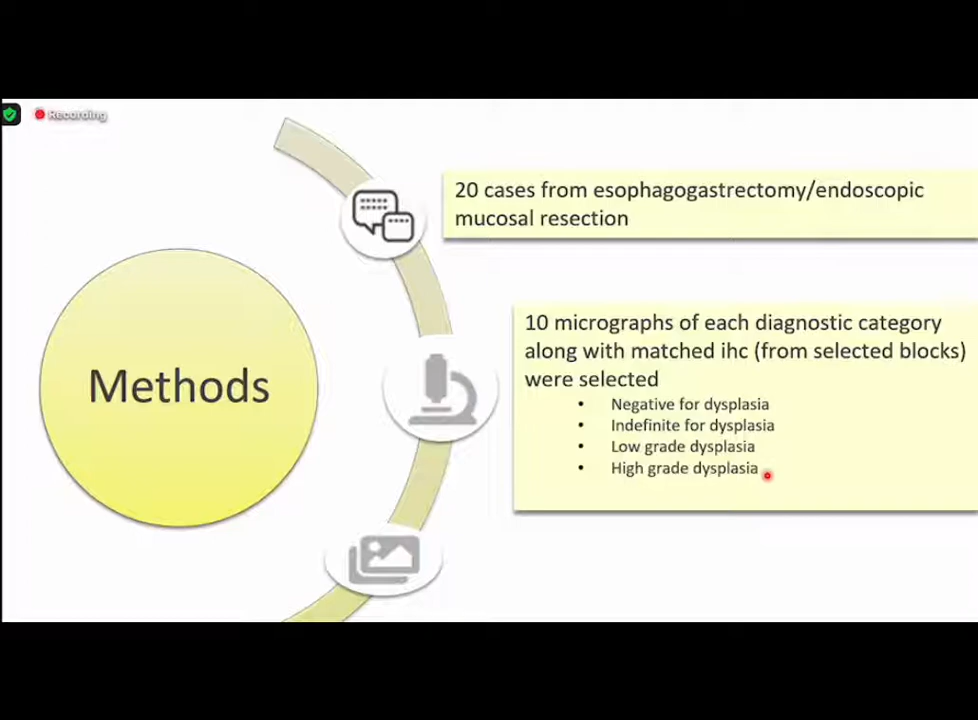 Recording
20 cases from esophagogastrectomy/endoscopic
mucosal resection
Methods
10 micrographs of each diagnostic category
along with matched ihc (from selected blocks)
were selected
• Negative for dysplasia
• Indefinite for dysplasia
• Low grade dysplasia
• High grade dysplasia